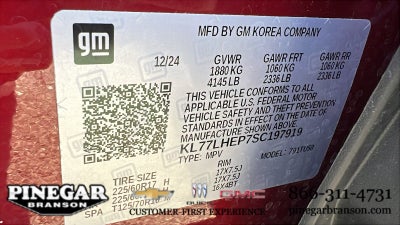 gm
MFD BY GM KOREA COMPANY
12/24 GVWR GAWR FRT GAWR RR
1880 KG 1060 KG 1060 KG
4145 LB 2336 LB 2336 LB
THIS VEHICLE CONFORMS TO ALL
APPLICABLE U.S. FEDERAL MOTOR
VEHICLE SAFETY AND THEFT PREVENTION
STANDARDS IN EFFECT ON THE DATE OF
MANUFACTURE SHOWN ABOVE.
KL77LHEP7SC197919
TYPE: MPV 791TUS8
TIRE SIZE RIM
225/60R17 H 17X7.5J
225/60R17 17X7.5J
SPA T125/70R16 16X4BT
PINEGAR
BRANSON
BUICK GMC
CUSTOMER-FIRST EXPERIENCE
866-311-4731
pinegarbranson.com